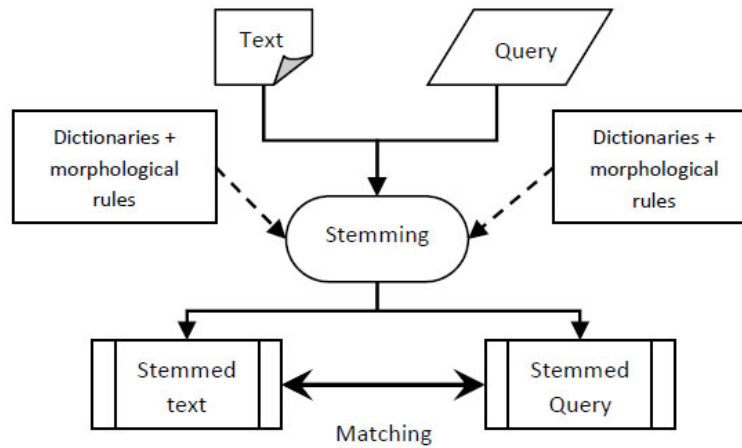 Text
Query
Dictionaries +
morphological
rules
Dictionaries +
morphological
rules
Stemming
Stemmed
text
Stemmed
Query
Matching